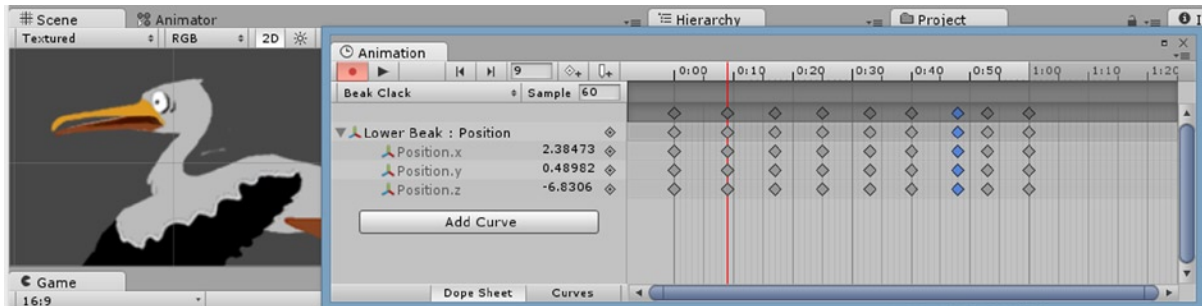 Scene Animator Hierarchy Project I
Textured RGB 2D
Animation
9 0:00 0:10 0:20 0:30 0:40 0:50 1:00 1:10 1:20
Beak Clack Sample 60
Lower Beak : Position
Position.x 2.38473
Position.y 0.48982
Position.z -6.8306
Add Curve
Game
Dope Sheet Curves
16:9